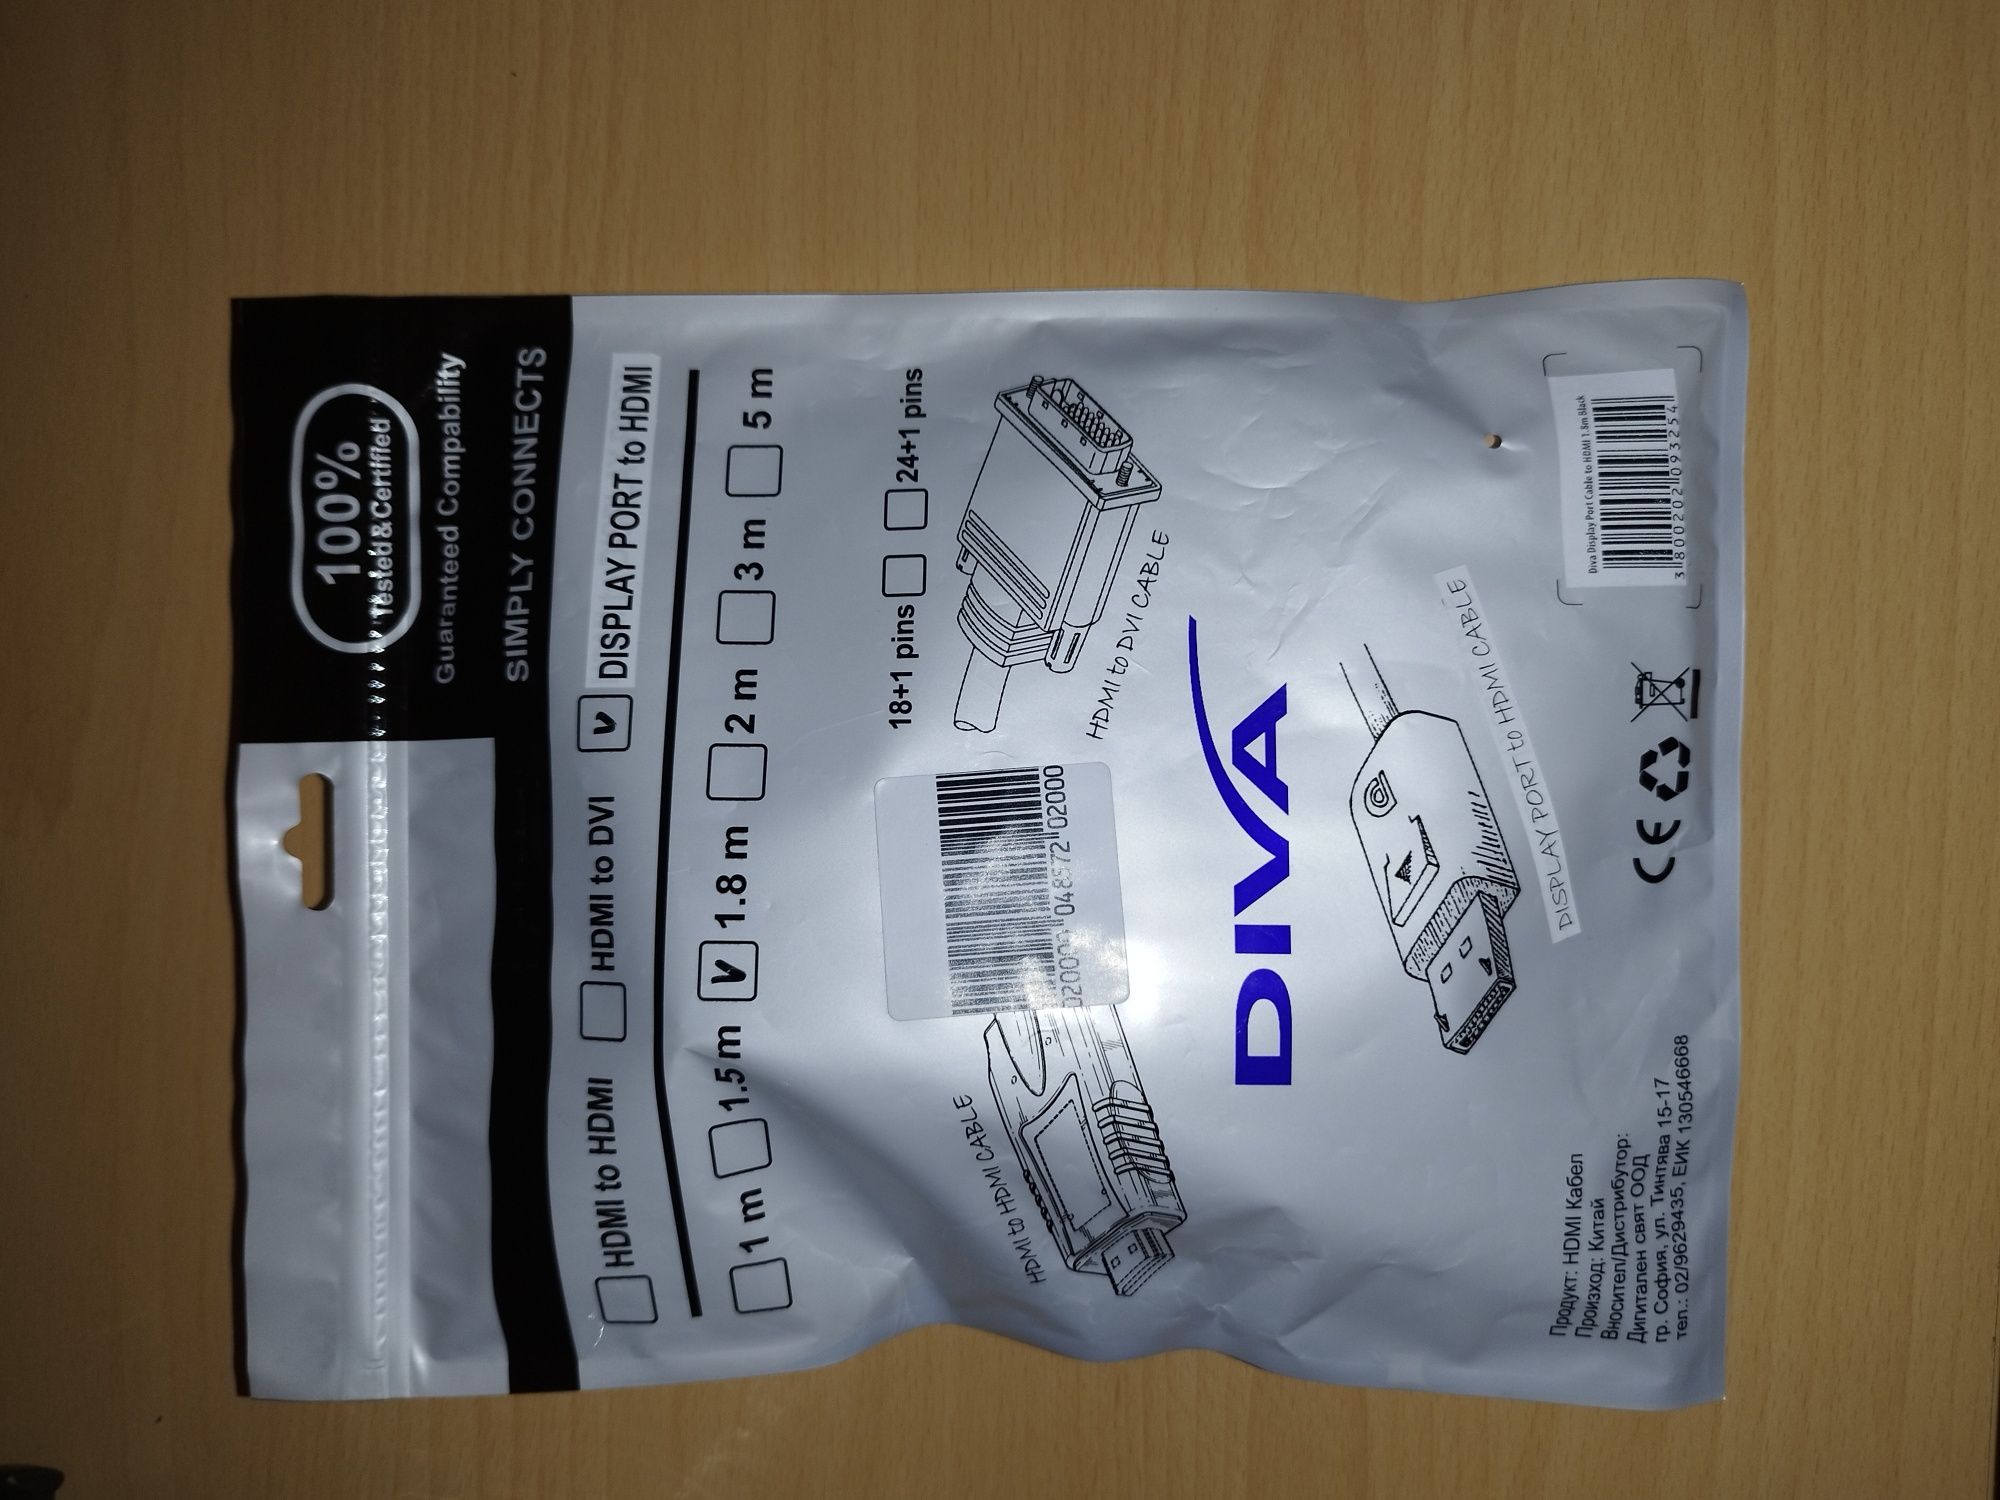 100%
Tested&Certified
Guaranteed Compability
SIMPLY CONNECTS
HDMI to HDMI HDMI to DVI v DISPLAY PORT to HDMI
1 m 1.5m v 1.8 m 2 m 3 m 5 m
18+1 pins 24+1 pins
HDMI to HDMI CABLE
02000 04857202000
HDMI to DVI CABLE
DIVA
DISPLAY PORT to HDMI CABLE
Продукт: HDMI Кабел
Произход: Китай
Вносител/Дистрибутор:
Дигитален свят ООД
гр. София, ул. Тинтява 15-17
тел.: 02/9629435, ЕИК 130546668
CE
Diva Display Port Cable to HDMI 1.8m Black
3 800202 093254